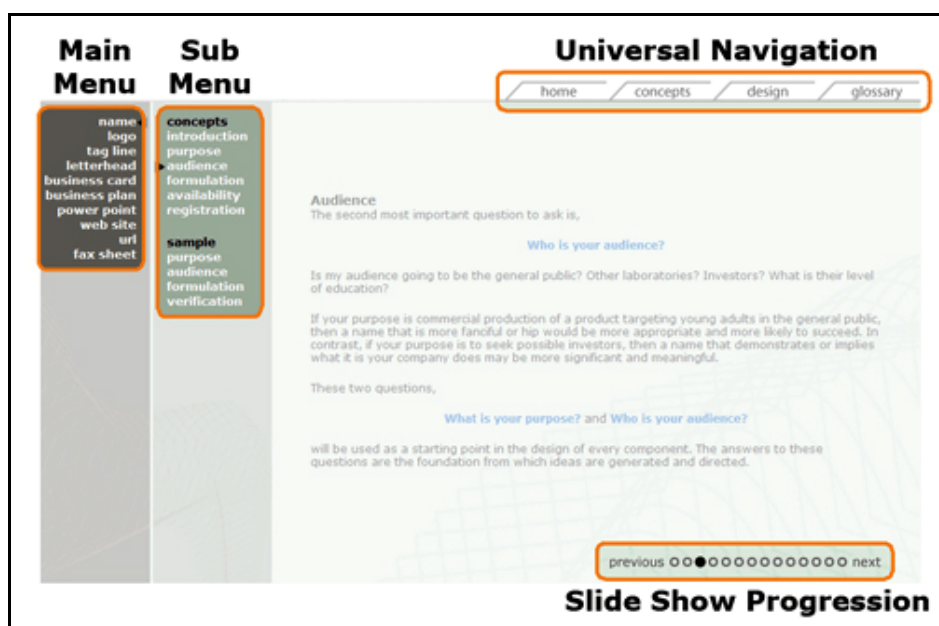 Main
Menu
Sub
Menu
Universal Navigation
home concepts design glossary
name
logo
tag line
letterhead
business card
business plan
power point
web site
url
fax sheet
concepts
introduction
purpose
audience
formulation
availability
registration
sample
purpose
audience
formulation
verification
Audience
The second most important question to ask is,
Who is your audience?
Is my audience going to be the general public? Other laboratories? Investors? What is their level
of education?
If your purpose is commercial production of a product targeting young adults in the general public,
then a name that is more fanciful or hip would be more appropriate and more likely to succeed. In
contrast, if your purpose is to seek possible investors, then a name that demonstrates or implies
what it is your company does may be more significant and meaningful.
These two questions,
What is your purpose? and Who is your audience?
will be used as a starting point in the design of every component. The answers to these
questions are the foundation from which ideas are generated and directed.
previous next
Slide Show Progression